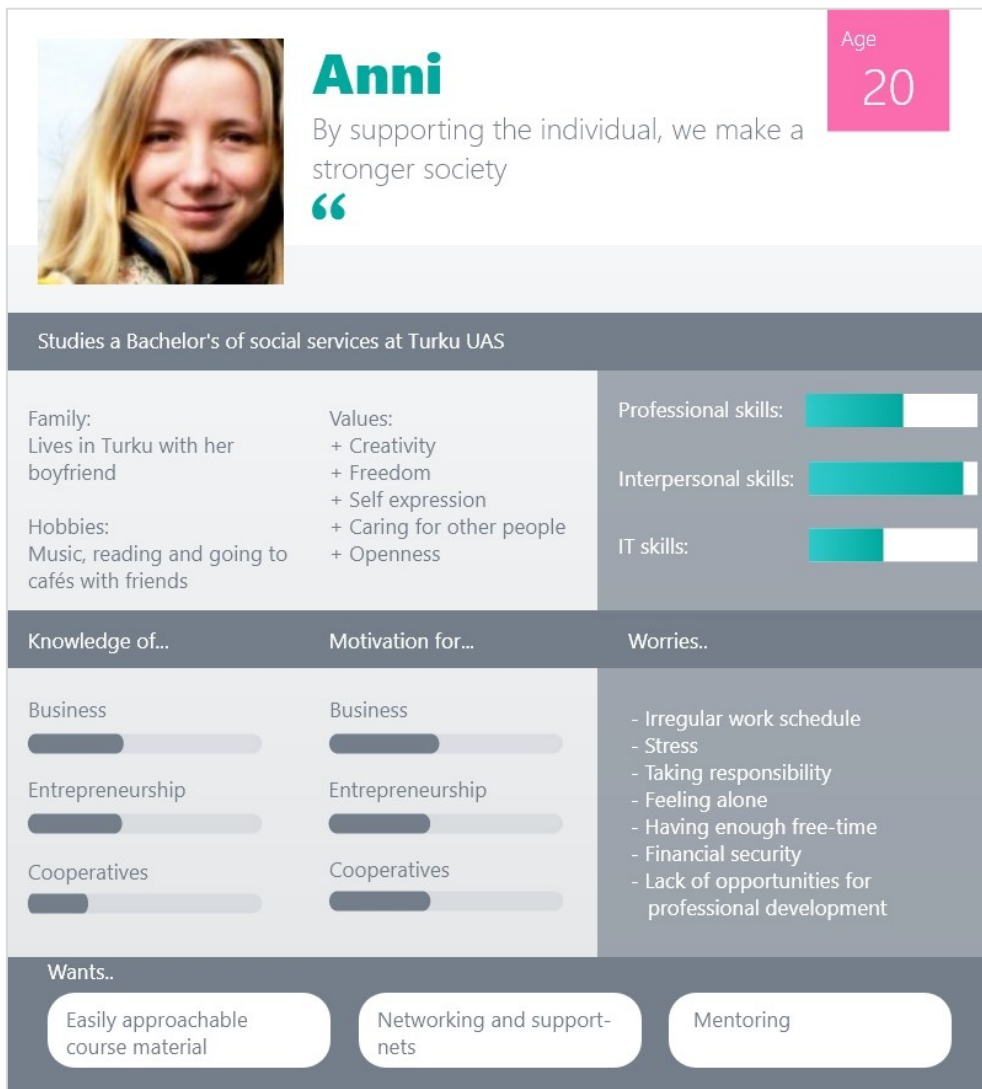 Anni
Age
20
By supporting the individual, we make a
stronger society
“
Studies a Bachelor's of social services at Turku UAS
Family:
Lives in Turku with her
boyfriend
Hobbies:
Music, reading and going to
cafés with friends
Values:
+ Creativity
+ Freedom
+ Self expression
+ Caring for other people
+ Openness
Professional skills:
Interpersonal skills:
IT skills:
Knowledge of...
Business
Entrepreneurship
Cooperatives
Motivation for...
Business
Entrepreneurship
Cooperatives
Worries..
- Irregular work schedule
- Stress
- Taking responsibility
- Feeling alone
- Having enough free-time
- Financial security
- Lack of opportunities for
professional development
Wants..
Easily approachable
course material
Networking and support-
nets
Mentoring